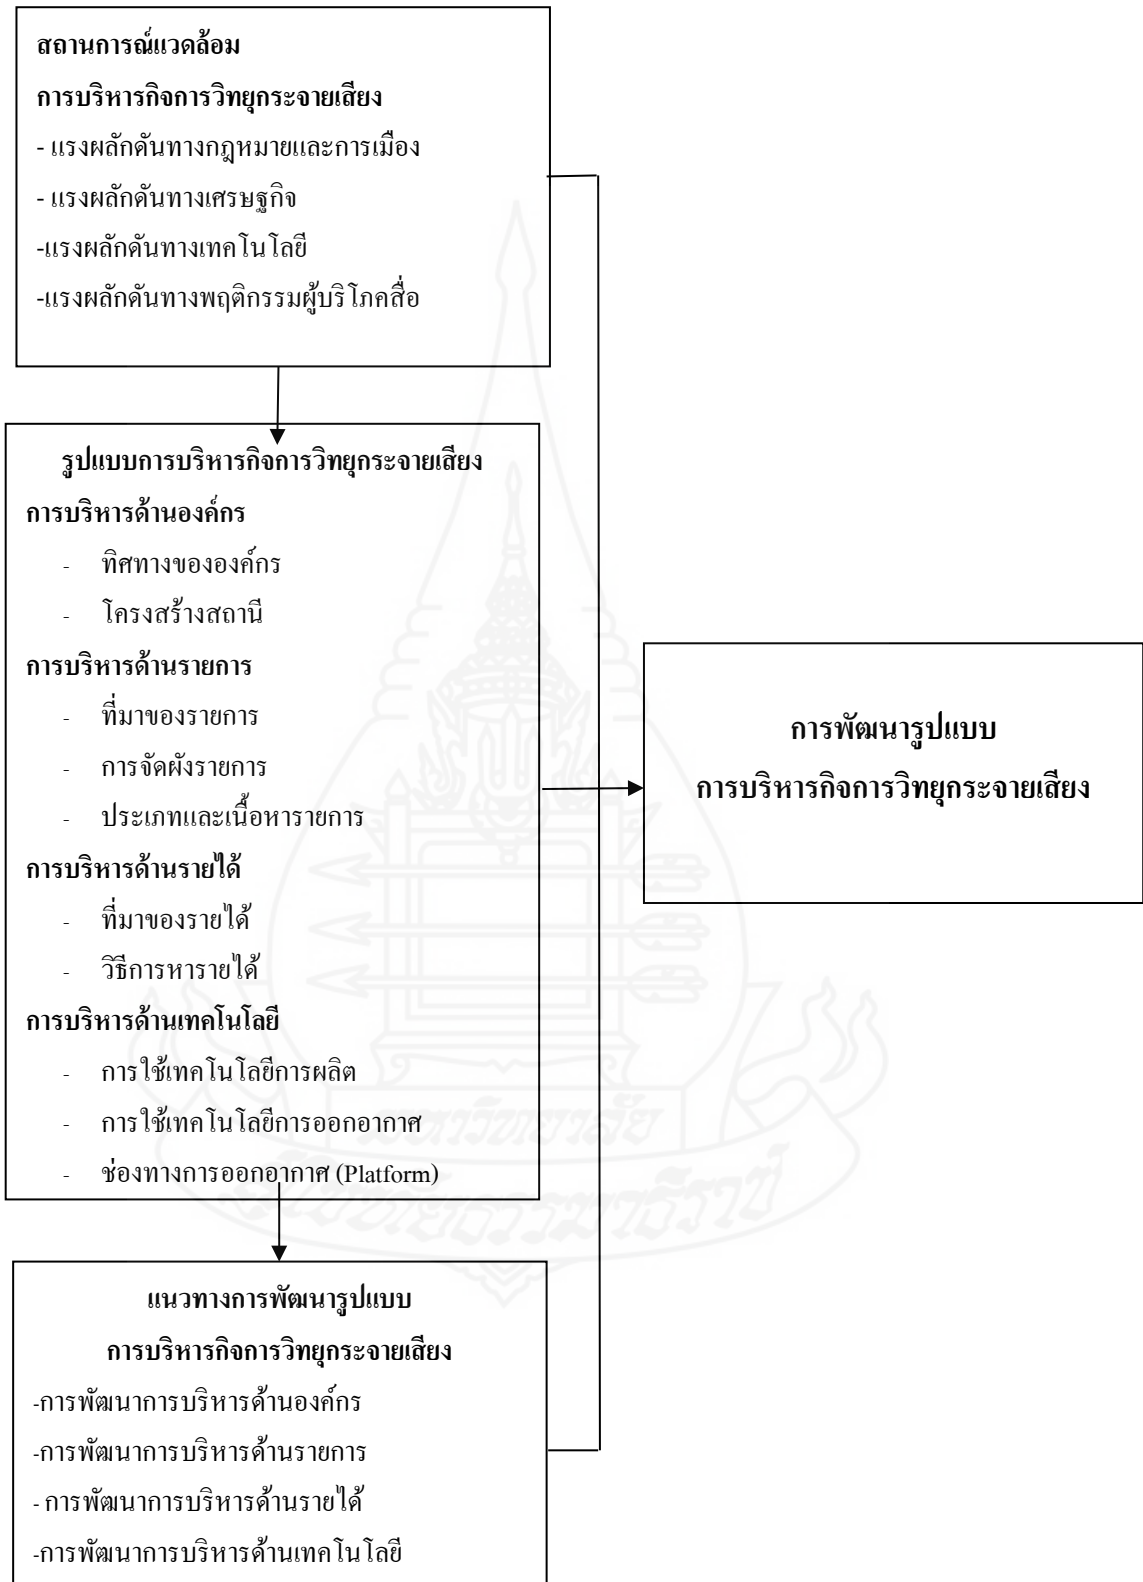 สถานการณ์แวดล้อม
การบริหารกิจการวิทยุกระจายเสียง
- แรงผลักดันทางกฎหมายและการเมือง
- แรงผลักดันทางเศรษฐกิจ
-แรงผลักดันทางเทคโนโลยี
-แรงผลักดันทางพฤติกรรมผู้บริโภคสื่อ
รูปแบบการบริหารกิจการวิทยุกระจายเสียง
การบริหารด้านองค์กร
- ทิศทางขององค์กร
- โครงสร้างสถานี
การบริหารด้านรายการ
- ที่มาของรายการ
- การจัดผังรายการ
- ประเภทและเนื้อหารายการ
การบริหารด้านรายได้
- ที่มาของรายได้
- วิธีการหารายได้
การบริหารด้านเทคโนโลยี
- การใช้เทคโนโลยีการผลิต
- การใช้เทคโนโลยีการออกอากาศ
- ช่องทางการออกอากาศ (Platform)
แนวทางการพัฒนารูปแบบ
การบริหารกิจการวิทยุกระจายเสียง
-การพัฒนาการบริหารด้านองค์กร
-การพัฒนาการบริหารด้านรายการ
- การพัฒนาการบริหารด้านรายได้
-การพัฒนาการบริหารด้านเทคโนโลยี
การพัฒนารูปแบบ
การบริหารกิจการวิทยุกระจายเสียง
มหาวิทยาลัย
สุโขทัยธรรมาธิราช